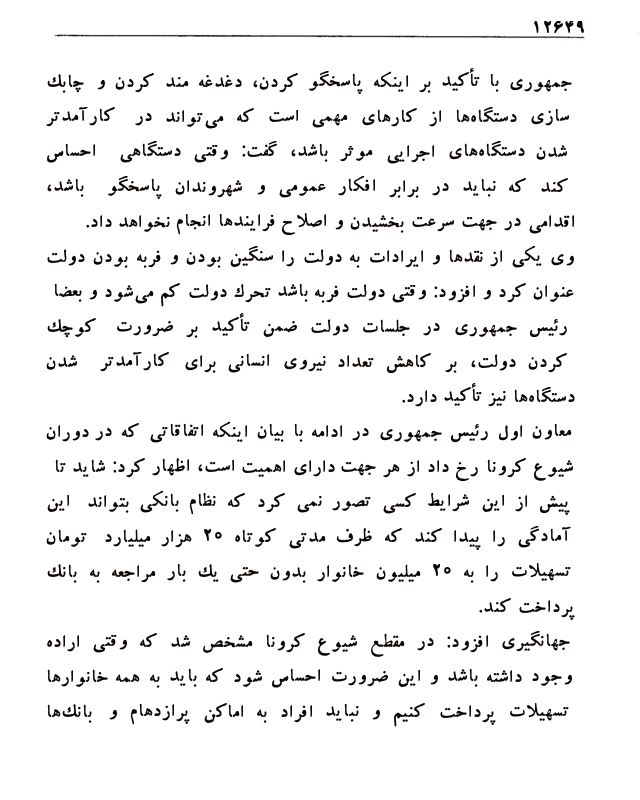 ۱۲۶۴۹
جمهوری با تأکید بر اینکه پاسخگو کردن، دغدغه مند کردن و چابك
سازی دستگاه‌ها از کارهای مهمی است که می‌تواند در کارآمدتر
شدن دستگاه‌های اجرایی موثر باشد، گفت: وقتی دستگاهی احساس
کند که نباید در برابر افکار عمومی و شهروندان پاسخگو باشد،
اقدامی در جهت سرعت بخشیدن و اصلاح فرایندها انجام نخواهد داد.
وی یکی از نقدها و ایرادات به دولت را سنگین بودن و فربه بودن دولت
عنوان کرد و افزود: وقتی دولت فربه باشد تحرك دولت کم می‌شود و بعضا
رئیس جمهوری در جلسات دولت ضمن تأکید بر ضرورت کوچك
کردن دولت، بر کاهش تعداد نیروی انسانی برای کارآمدتر شدن
دستگاه‌ها نیز تأکید دارد.
معاون اول رئیس جمهوری در ادامه با بیان اینکه اتفاقاتی که در دوران
شیوع کرونا رخ داد از هر جهت دارای اهمیت است، اظهار کرد: شاید تا
پیش از این شرایط کسی تصور نمی کرد که نظام بانکی بتواند این
آمادگی را پیدا کند که ظرف مدتی کوتاه ۲۵ هزار میلیارد تومان
تسهیلات را به ۲۵ میلیون خانوار بدون حتی یك بار مراجعه به بانك
پرداخت کند.
جهانگیری افزود: در مقطع شیوع کرونا مشخص شد که وقتی اراده
وجود داشته باشد و این ضرورت احساس شود که باید به همه خانوارها
تسهیلات پرداخت کنیم و نباید افراد به اماکن پرازدهام و بانك‌ها